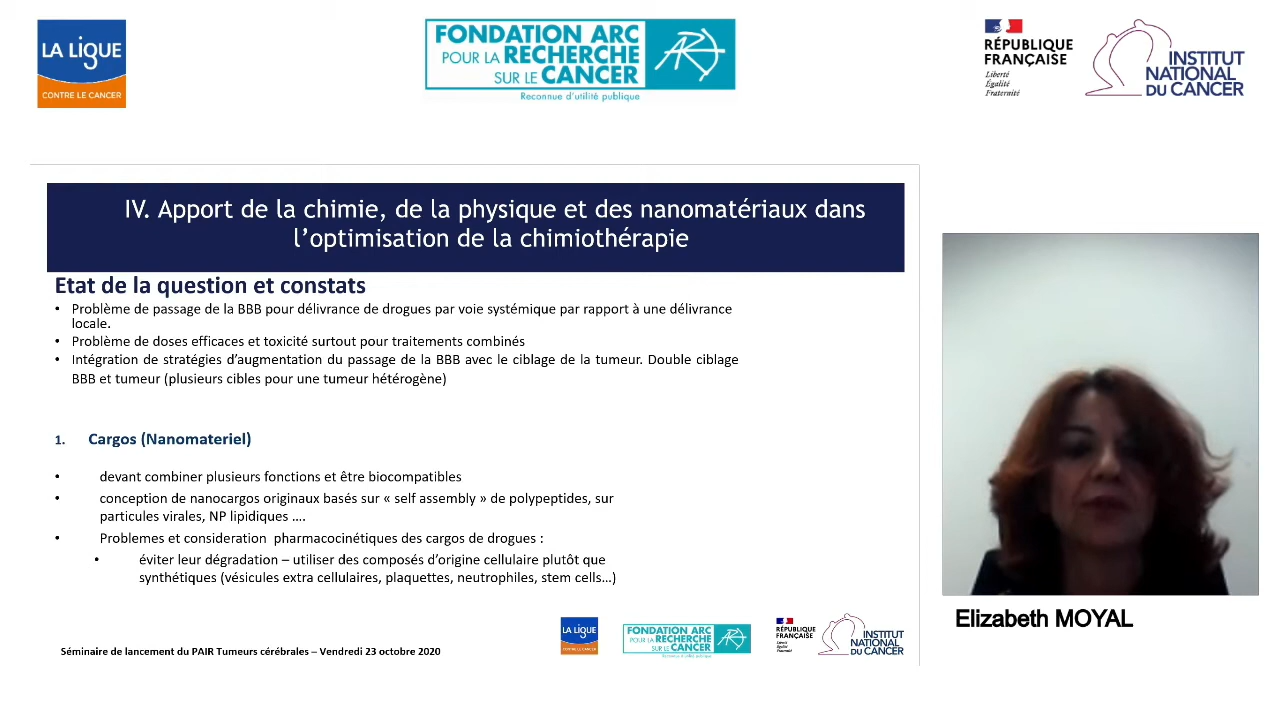 LA LIGUE
CONTRE LE CANCER
FONDATION ARC
POUR LA RECHERCHE
SUR LE CANCER
Reconnue d'utilité publique
RÉPUBLIQUE
FRANÇAISE
Liberté
Égalité
Fraternité
INSTITUT
NATIONAL
DU CANCER
IV. Apport de la chimie, de la physique et des nanomatériaux dans
l'optimisation de la chimiothérapie
Etat de la question et constats
• Problème de passage de la BBB pour délivrance de drogues par voie systémique par rapport à une délivrance
locale.
• Problème de doses efficaces et toxicité surtout pour traitements combinés
• Intégration de stratégies d'augmentation du passage de la BBB avec le ciblage de la tumeur. Double ciblage
BBB et tumeur (plusieurs cibles pour une tumeur hétérogène)
1. Cargos (Nanomateriel)
• devant combiner plusieurs fonctions et être biocompatibles
• conception de nanocargos originaux basés sur « self assembly » de polypeptides, sur
particules virales, NP lipidiques ....
• Problemes et consideration pharmacocinétiques des cargos de drogues :
• éviter leur dégradation – utiliser des composés d'origine cellulaire plutôt que
synthétiques (vésicules extra cellulaires, plaquettes, neutrophiles, stem cells…)
Elizabeth MOYAL
LA LIGUE
CONTRE LE CANCER
FONDATION ARC
POUR LA RECHERCHE
SUR LE CANCER
Reconnue d'utilité publique
RÉPUBLIQUE
FRANÇAISE
Liberté
Égalité
Fraternité
INSTITUT
NATIONAL
DU CANCER
Séminaire de lancement du PAIR Tumeurs cérébrales – Vendredi 23 octobre 2020